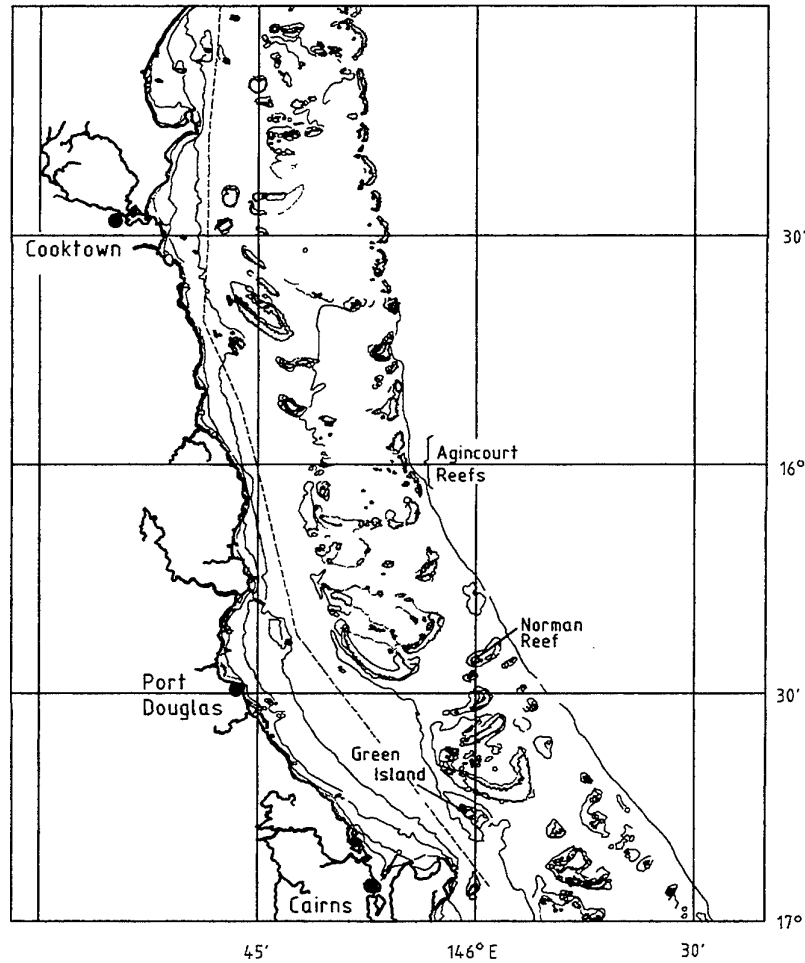 Cooktown
30'
Agincourt
Reefs
16°
Norman
Reef
Port
Douglas
30'
Green
Island
Cairns
17°
45'
146° E
30'